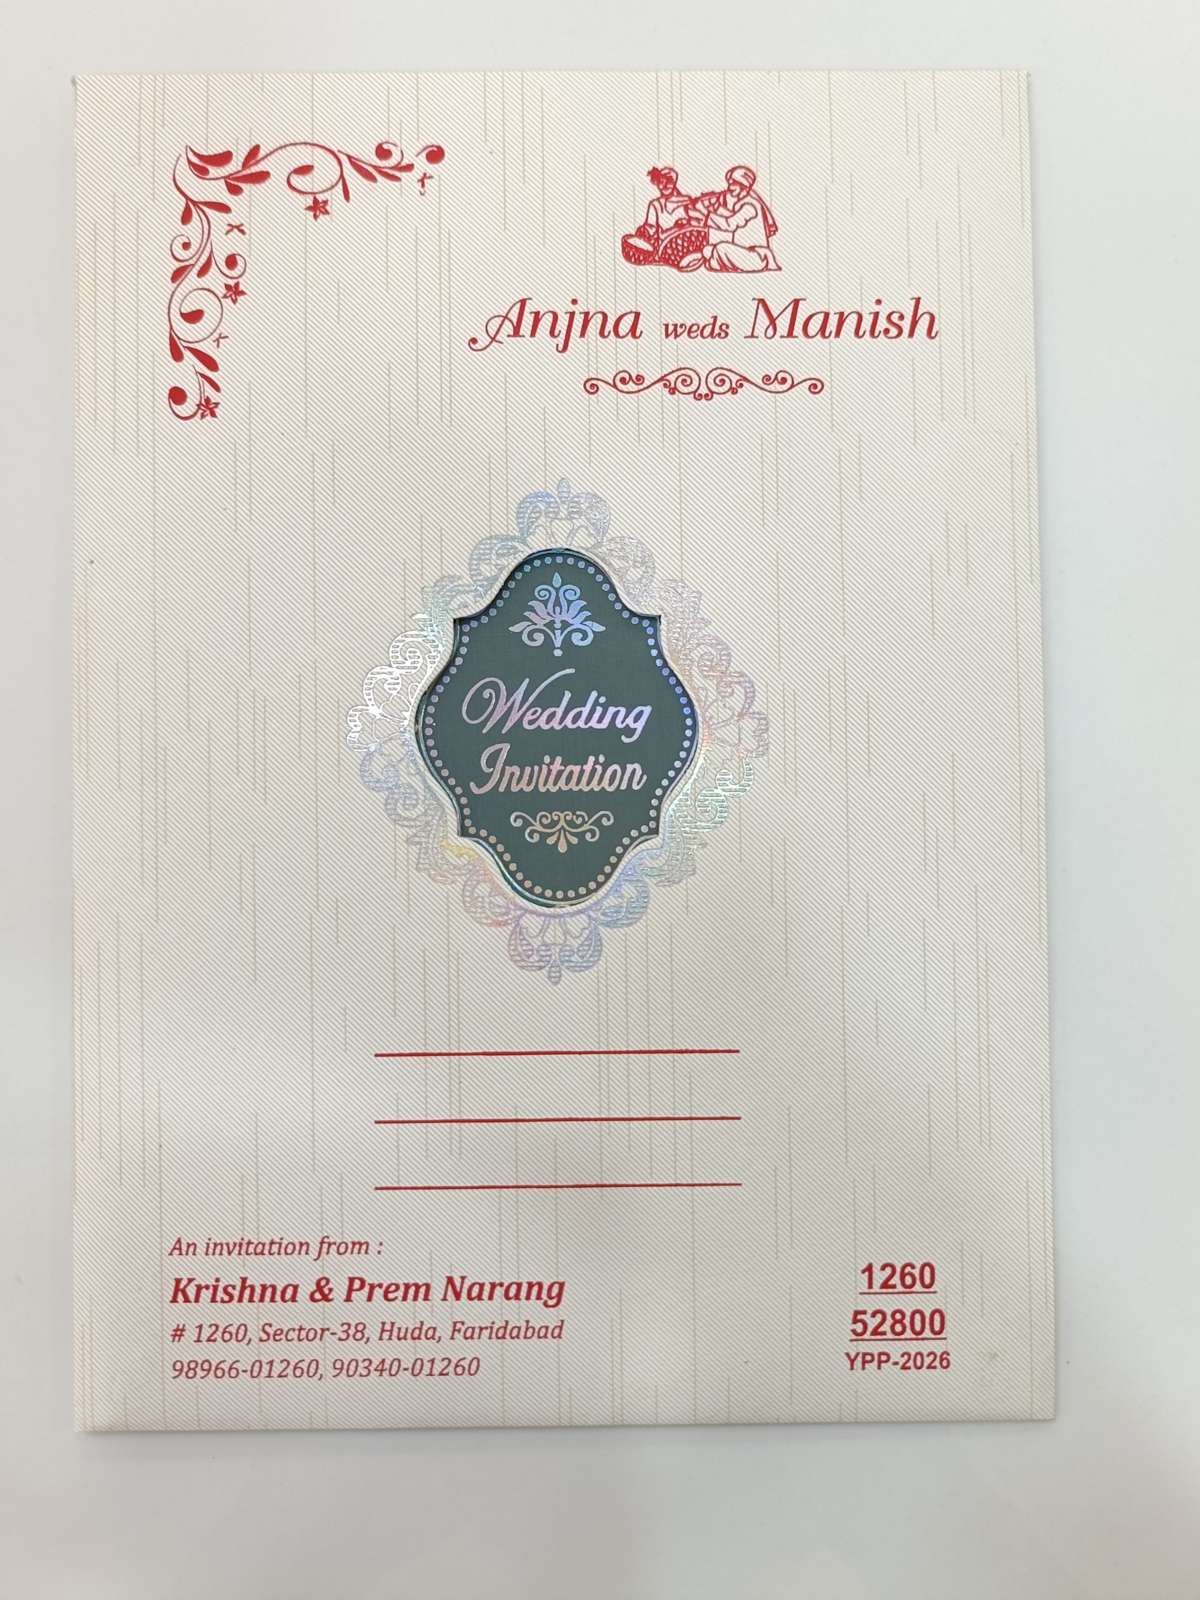 Anjna weds Manish
Wedding
Invitation
An invitation from :
Krishna & Prem Narang
# 1260, Sector-38, Huda, Faridabad
98966-01260, 90340-01260
1260
52800
YPP-2026